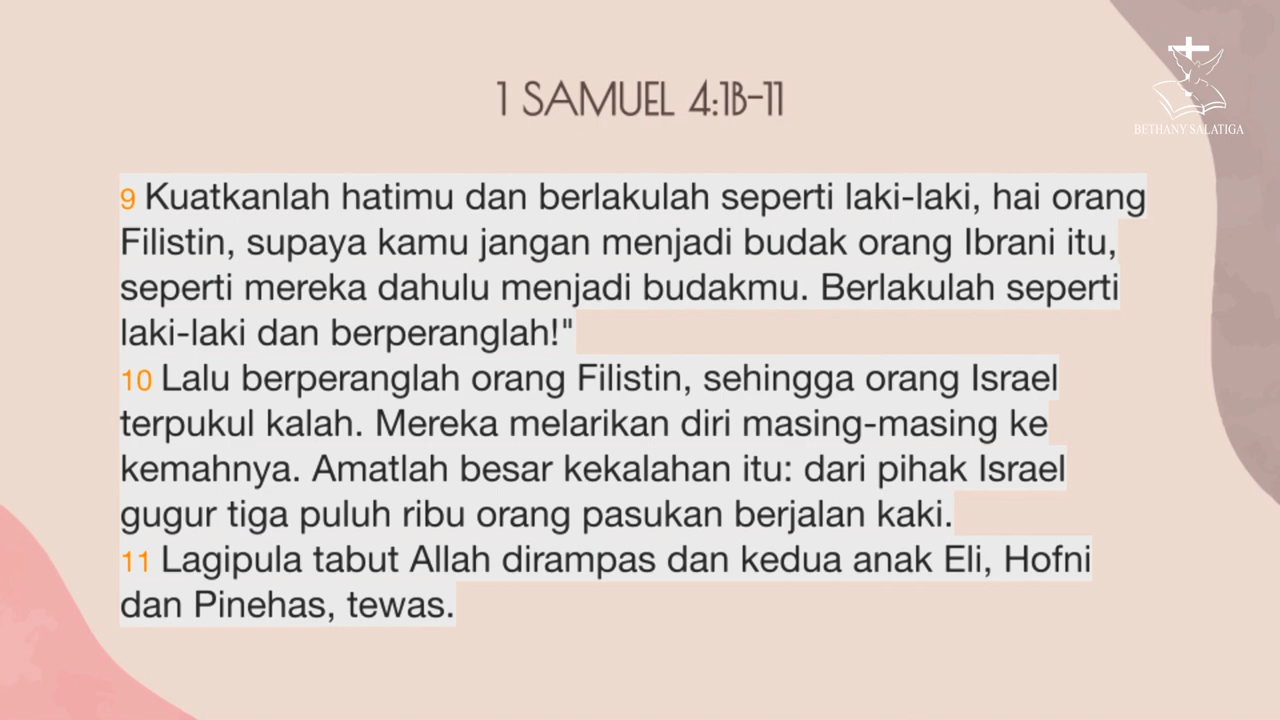 1 SAMUEL 4:1B-11
BETHANY SALATIGA
9 Kuatkanlah hatimu dan berlakulah seperti laki-laki, hai orang
Filistin, supaya kamu jangan menjadi budak orang Ibrani itu,
seperti mereka dahulu menjadi budakmu. Berlakulah seperti
laki-laki dan berperanglah!"
10 Lalu berperanglah orang Filistin, sehingga orang Israel
terpukul kalah. Mereka melarikan diri masing-masing ke
kemahnya. Amatlah besar kekalahan itu: dari pihak Israel
gugur tiga puluh ribu orang pasukan berjalan kaki.
11 Lagipula tabut Allah dirampas dan kedua anak Eli, Hofni
dan Pinehas, tewas.